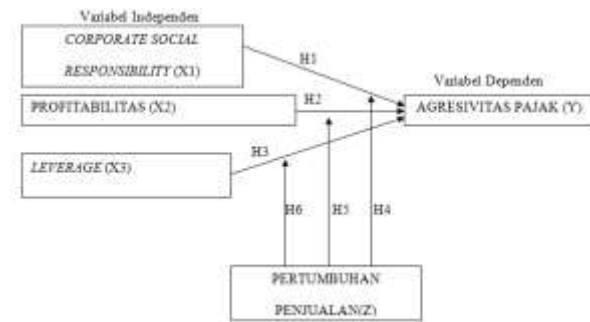 Variabel Independen
CORPORATE SOCIAL
RESPONSIBILITY (X1)
H1
Variabel Dependen
PROFITABILITAS (X2)
H2
AGRESIVITAS PAJAK (Y)
H3
LEVERAGE (X3)
H6
H5
H4
PERTUMBUHAN
PENJUALAN(Z)